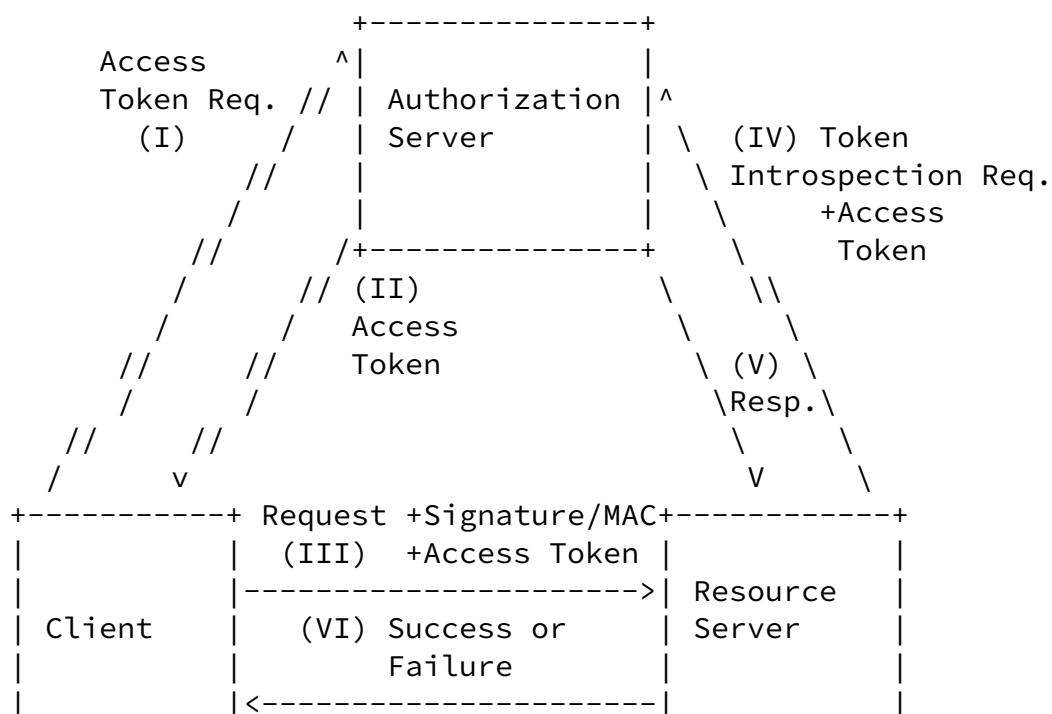 +---------------+
    Access       ^|               |
    Token Req. // | Authorization |^
      (I)     /   | Server        | \   (IV) Token
            //    |               |  \ Introspection Req.
           /      |               |   \     +Access
         //      /+---------------+    \     Token
        /      // (II)             \    \\
       /      /   Access            \     \
     //     //    Token              \ (V) \
     /      /                         \Resp.\
  //     //                            \     \
 /      v                               V     \
+-----------+ Request +Signature/MAC+------------+
|           |  (III)  +Access Token |            |
|           |---------------------->| Resource   |
| Client    |   (VI) Success or     | Server     |
|           |        Failure        |            |
|           |<----------------------|            |